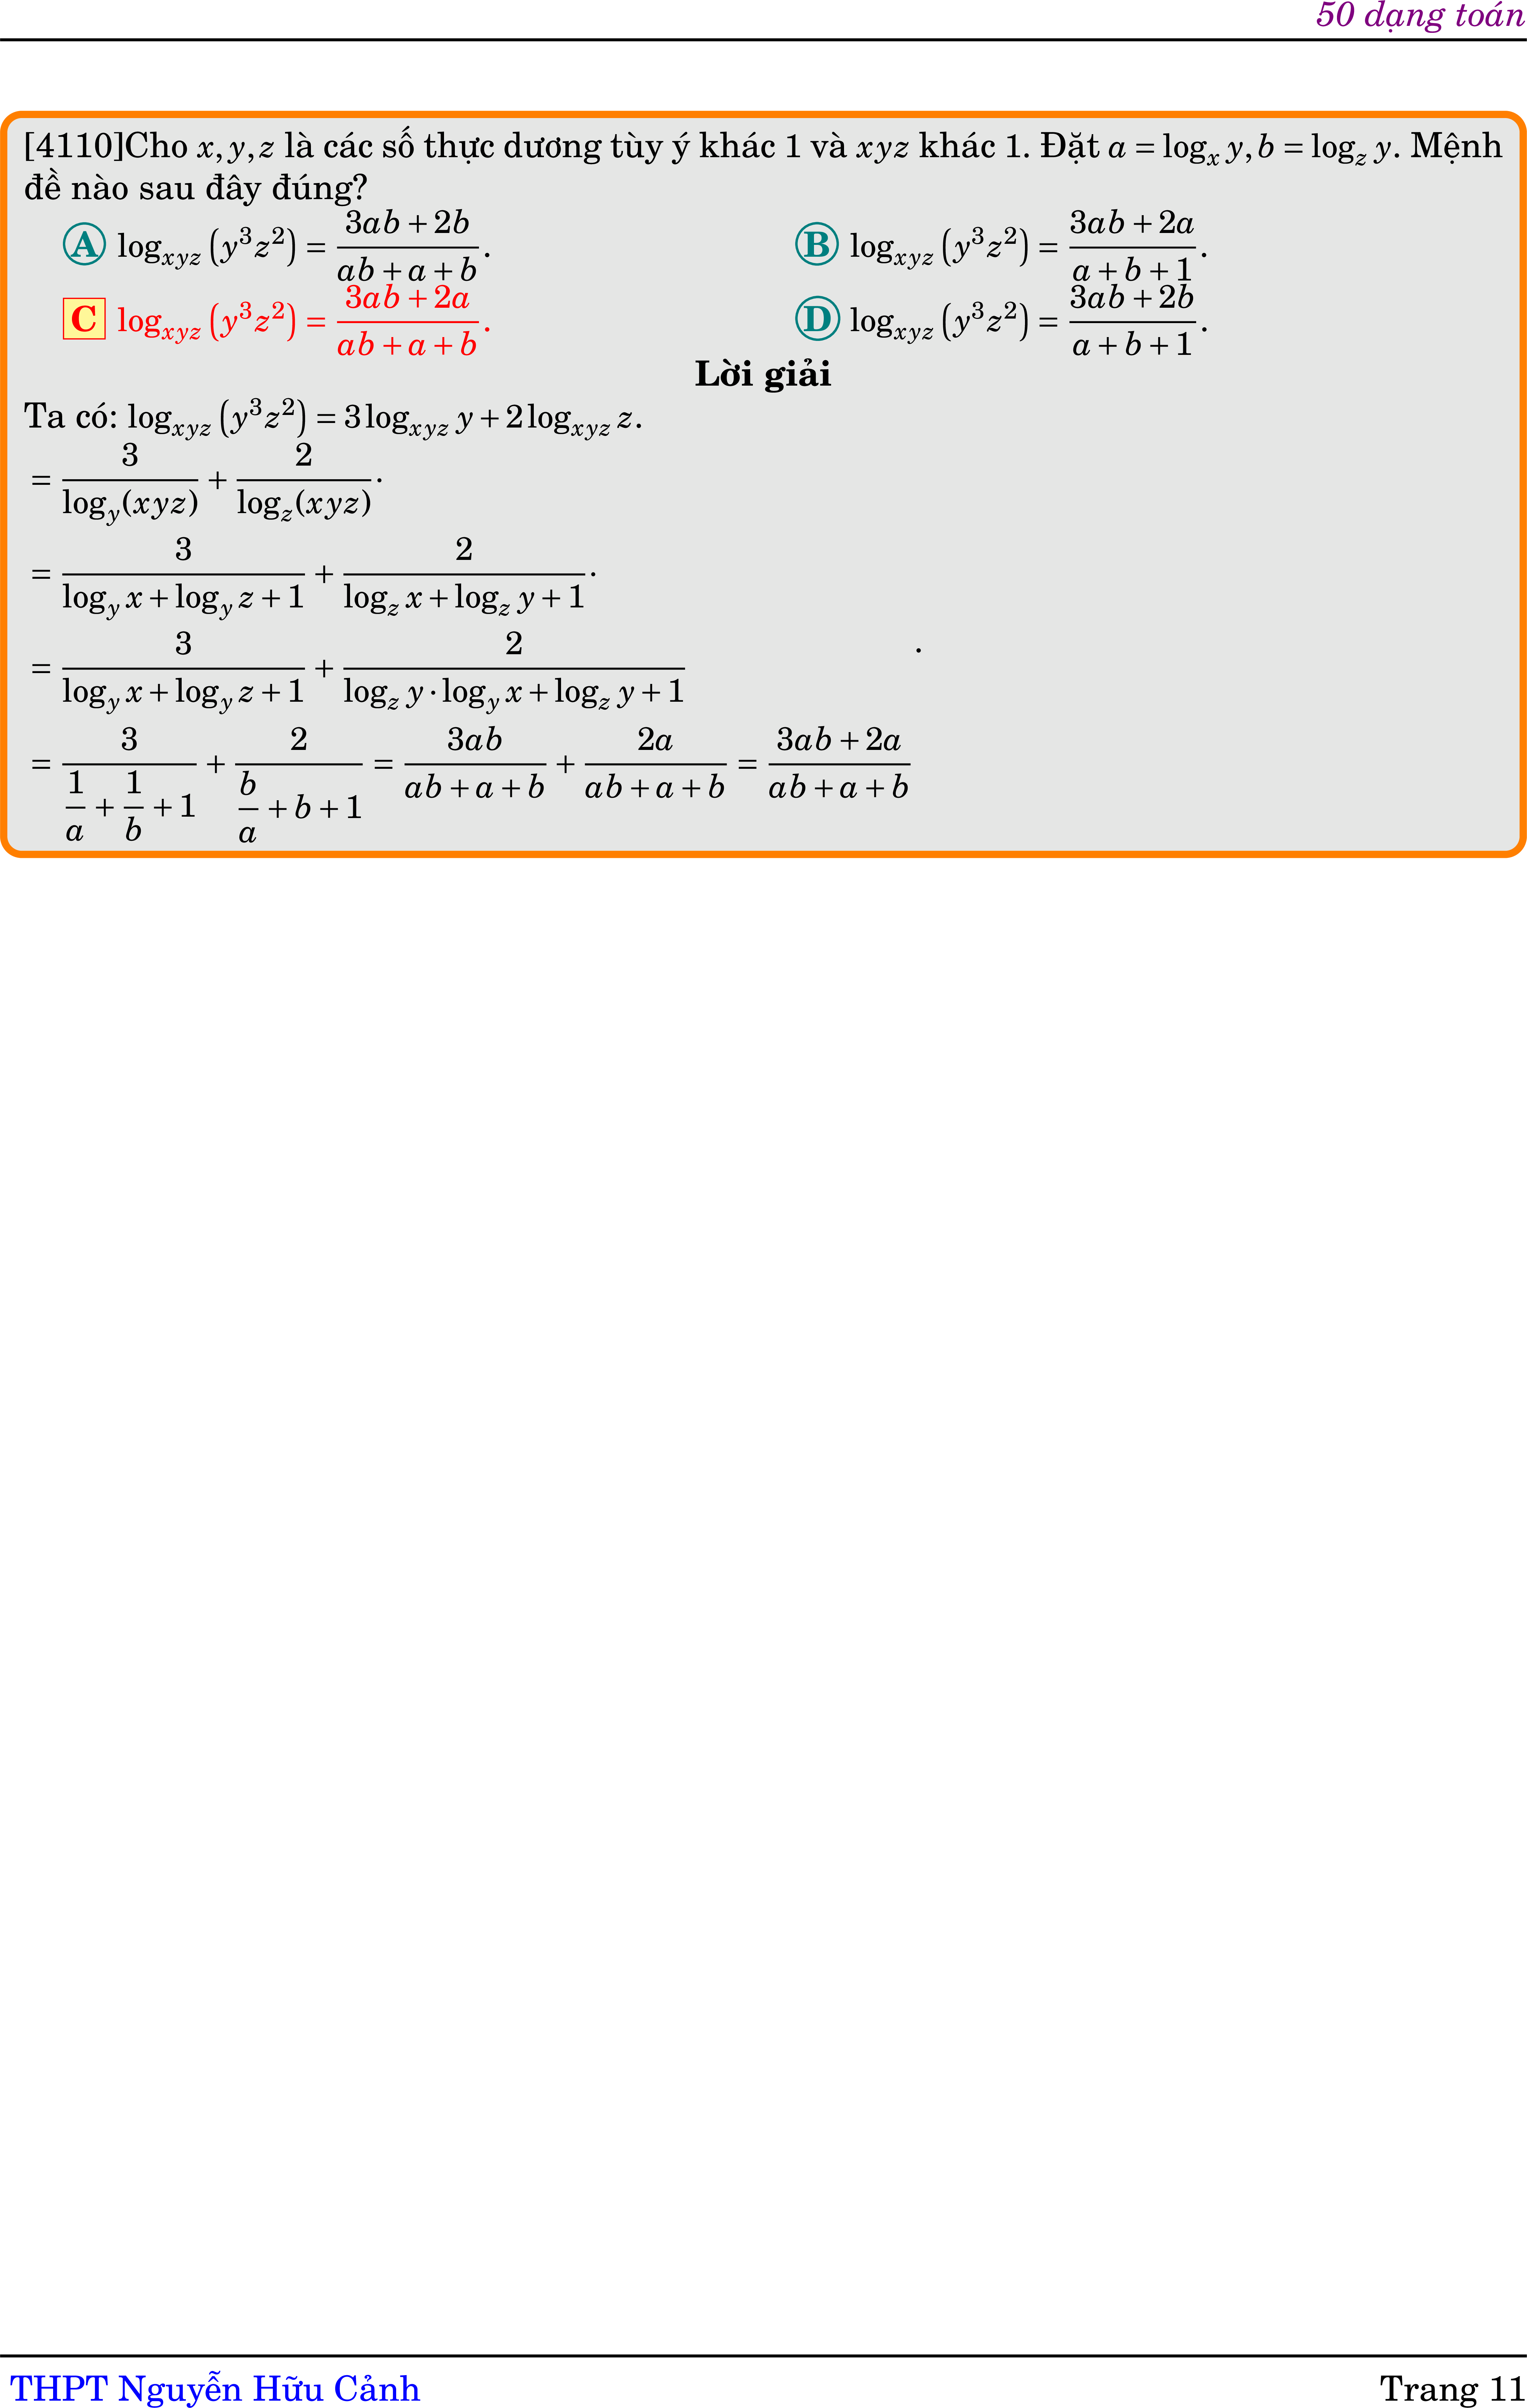 50 dạng toán
[4110]Cho x, y, z là các số thực dương tùy ý khác 1 và xyz khác 1. Đặt a = log_x y, b = log_z y. Mệnh
đề nào sau đây đúng?
A log_{xyz} (y^3 z^2) = \frac{3ab + 2b}{ab + a + b}. B log_{xyz} (y^3 z^2) = \frac{3ab + 2a}{a + b + 1}.
C log_{xyz} (y^3 z^2) = \frac{3ab + 2a}{ab + a + b}. D log_{xyz} (y^3 z^2) = \frac{3ab + 2b}{a + b + 1}.
Lời giải
Ta có: log_{xyz} (y^3 z^2) = 3 log_{xyz} y + 2 log_{xyz} z.
= \frac{3}{log_y (xyz)} + \frac{2}{log_z (xyz)}.
= \frac{3}{log_y x + log_y z + 1} + \frac{2}{log_z x + log_z y + 1}.
= \frac{3}{log_y x + log_y z + 1} + \frac{2}{log_z y · log_y x + log_z y + 1} .
= \frac{3}{\frac{1}{a} + \frac{1}{b} + 1} + \frac{2}{\frac{b}{a} + b + 1} = \frac{3ab}{ab + a + b} + \frac{2a}{ab + a + b} = \frac{3ab + 2a}{ab + a + b}
THPT Nguyễn Hữu Cảnh Trang 11